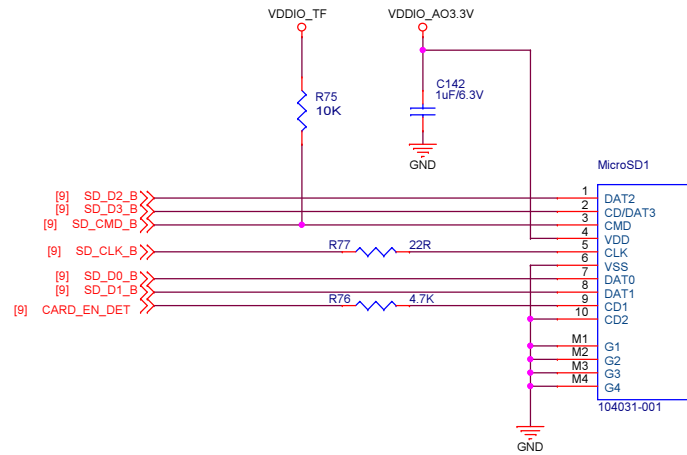 VDDIO_TF VDDIO_AO3.3V
R75
10K
C142
1uF/6.3V
GND
MicroSD1
[9] SD_D2_B 1 DAT2
[9] SD_D3_B 2 CD/DAT3
[9] SD_CMD_B 3 CMD
4 VDD
[9] SD_CLK_B R77 22R 5 CLK
6 VSS
[9] SD_D0_B 7 DAT0
[9] SD_D1_B 8 DAT1
[9] CARD_EN_DET R76 4.7K 9 CD1
10 CD2
M1 G1
M2 G2
M3 G3
M4 G4
104031-001
GND